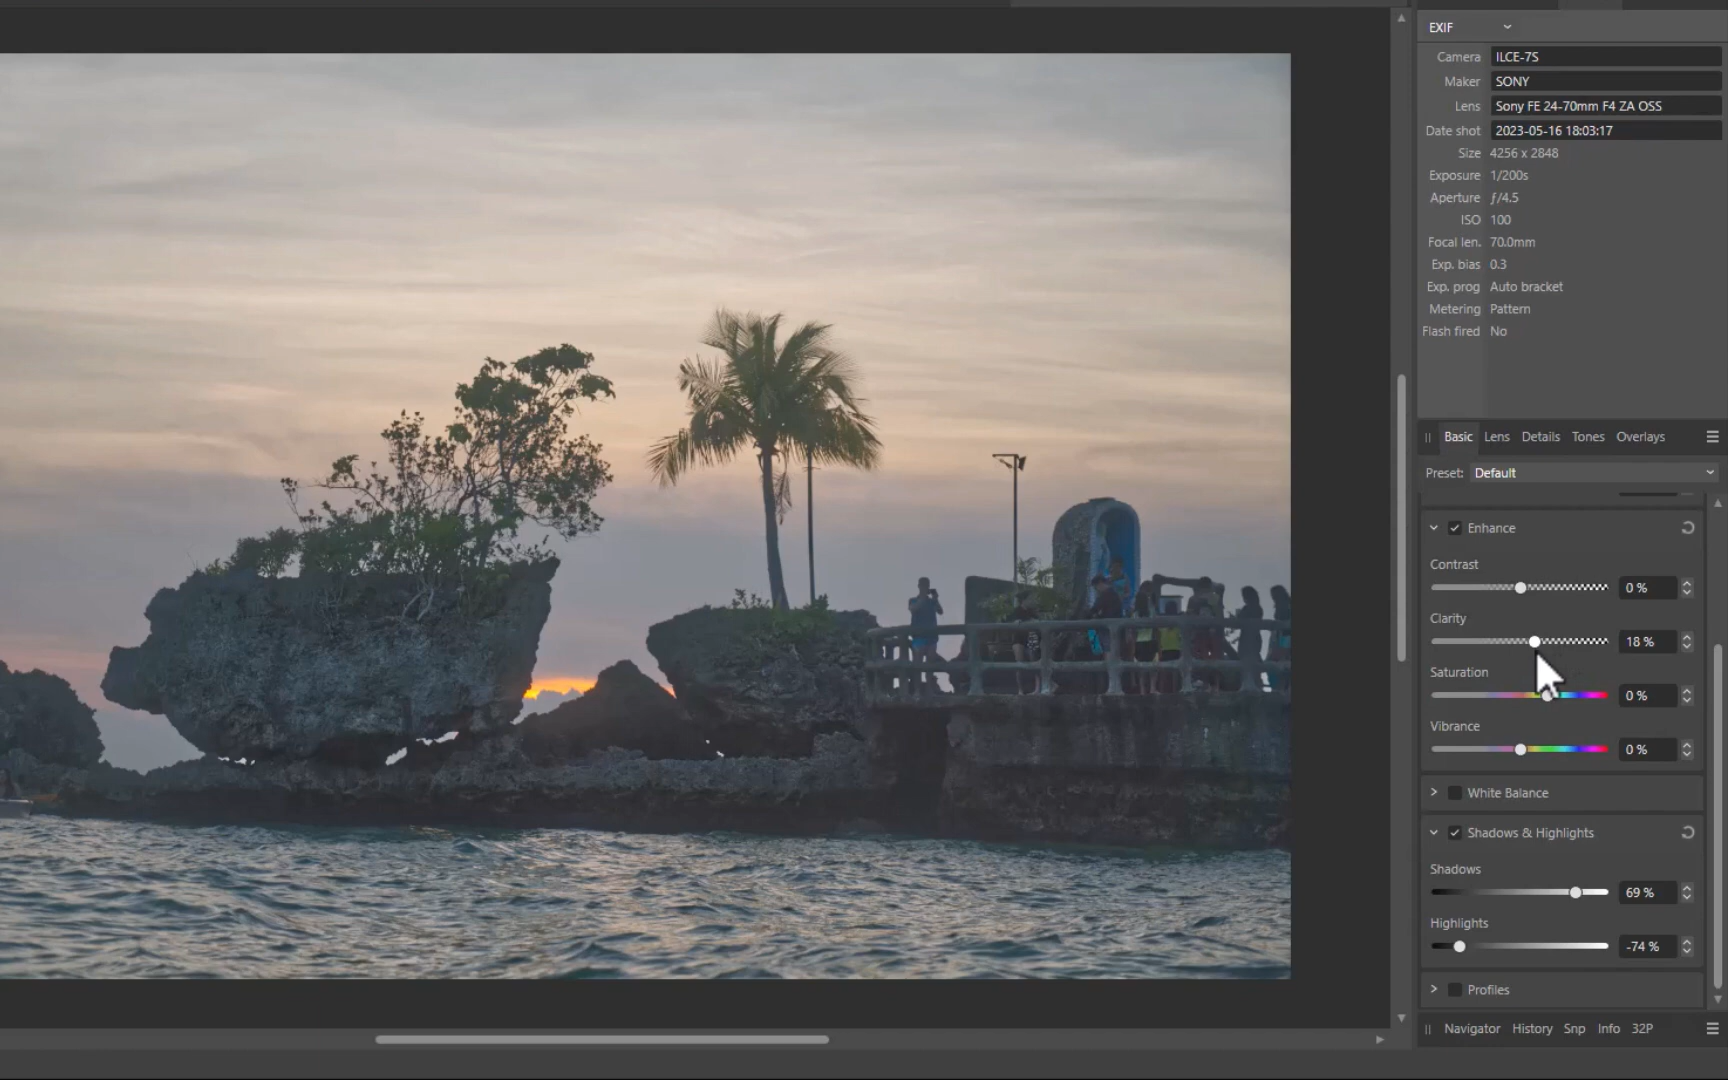 EXIF
Camera ILCE-7S
Maker SONY
Lens Sony FE 24-70mm F4 ZA OSS
Date shot 2023-05-16 18:03:17
Size 4256 x 2848
Exposure 1/200s
Aperture ƒ/4.5
ISO 100
Focal len. 70.0mm
Exp. bias 0.3
Exp. prog Auto bracket
Metering Pattern
Flash fired No
Basic Lens Details Tones Overlays
Preset: Default
Enhance
Contrast
0 %
Clarity
18 %
Saturation
0 %
Vibrance
0 %
White Balance
Shadows & Highlights
Shadows
69 %
Highlights
-74 %
Profiles
Navigator History Snp Info 32P